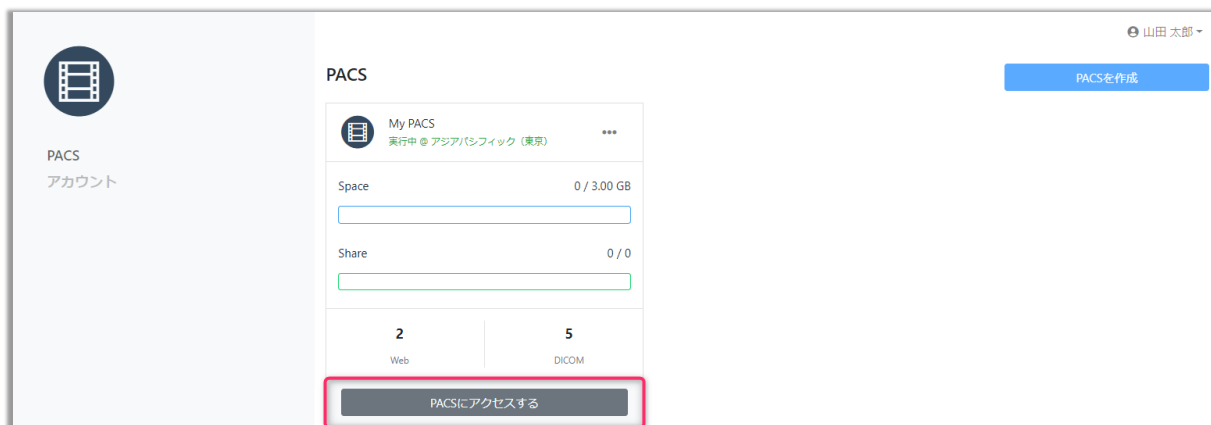 山田 太郎
PACS
PACSを作成
My PACS
実行中 @ アジアパシフィック（東京）
PACS
アカウント
Space 0 / 3.00 GB
Share 0 / 0
2 5
Web DICOM
PACSにアクセスする